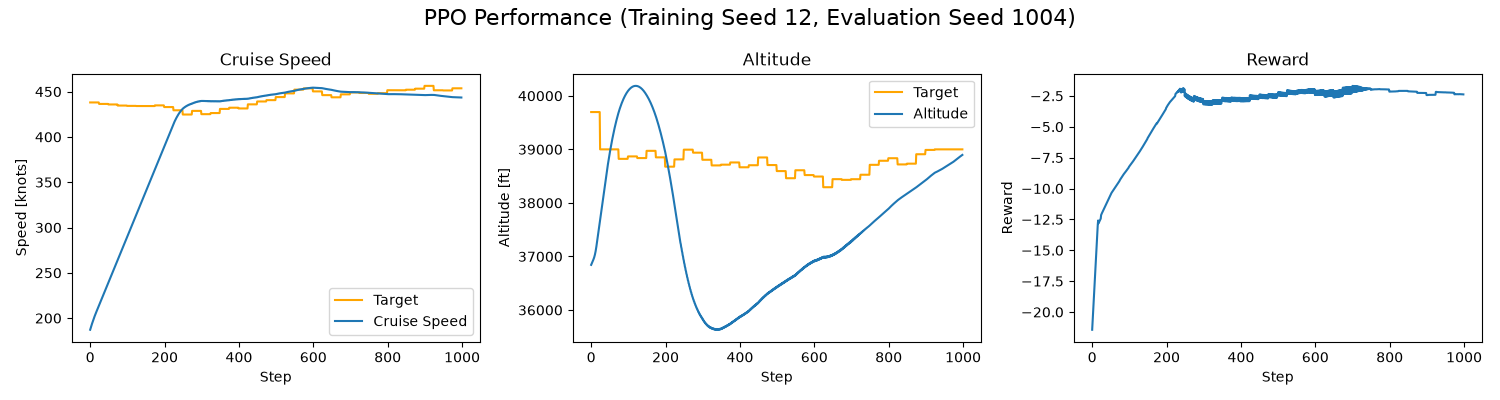 PPO Performance (Training Seed 12, Evaluation Seed 1004)
Cruise Speed
Speed [knots]
450
400
350
300
250
200
0
200
400
600
800
1000
Step
Target
Cruise Speed
Altitude
Altitude [ft]
40000
39000
38000
37000
36000
0
200
400
600
800
1000
Step
Target
Altitude
Reward
Reward
−2.5
−5.0
−7.5
−10.0
−12.5
−15.0
−17.5
−20.0
0
200
400
600
800
1000
Step